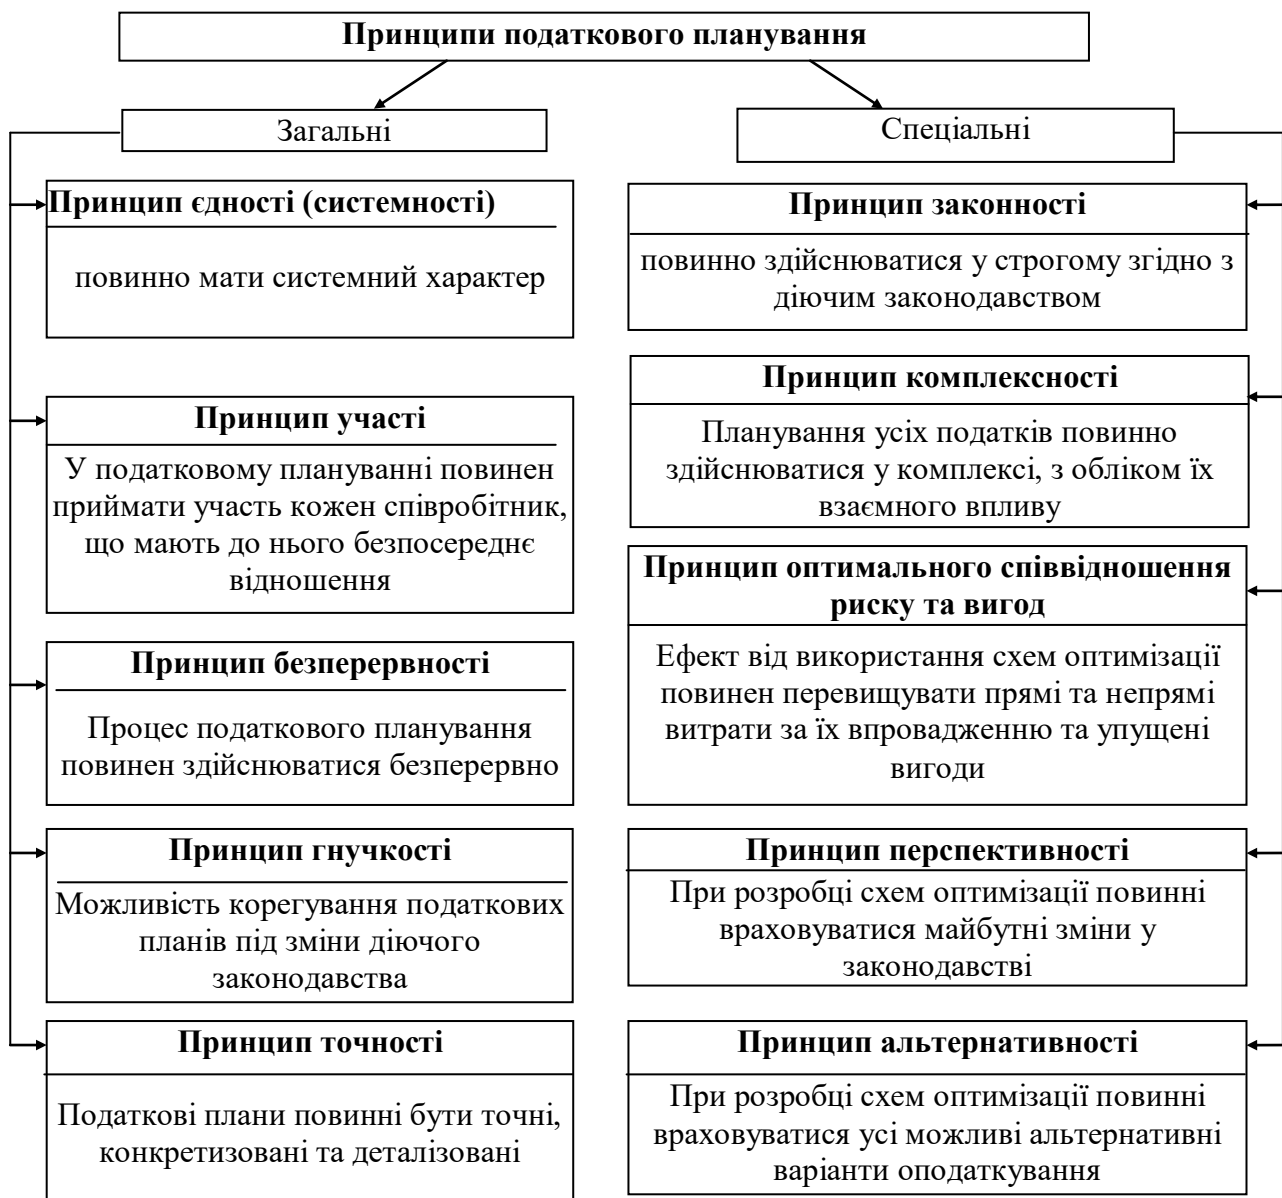 Принципи податкового планування
Загальні
Спеціальні
Принцип єдності (системності)
повинно мати системний характер
Принцип участі
У податковому плануванні повинен
приймати участь кожен співробітник,
що мають до нього безпосереднє
відношення
Принцип безперервності
Процес податкового планування
повинен здійснюватися безперервно
Принцип гнучкості
Можливість корегування податкових
планів під зміни діючого
законодавства
Принцип точності
Податкові плани повинні бути точні,
конкретизовані та деталізовані
Принцип законності
повинно здійснюватися у строгому згідно з
діючим законодавством
Принцип комплексності
Планування усіх податків повинно
здійснюватися у комплексі, з обліком їх
взаємного впливу
Принцип оптимального співвідношення
риску та вигод
Ефект від використання схем оптимізації
повинен перевищувати прямі та непрямі
витрати за їх впровадженню та упущені
вигоди
Принцип перспективності
При розробці схем оптимізації повинні
враховуватися майбутні зміни у
законодавстві
Принцип альтернативності
При розробці схем оптимізації повинні
враховуватися усі можливі альтернативні
варіанти оподаткування